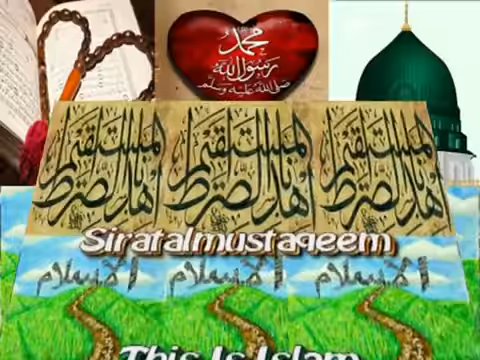 محمد
رسول الله
صلى الله عليه وسلم
اهدنا الصراط المستقيم اهدنا الصراط المستقيم اهدنا الصراط المستقيم
Siratalmustaqeem
الاسلام الاسلام الاسلام
This Is Islam